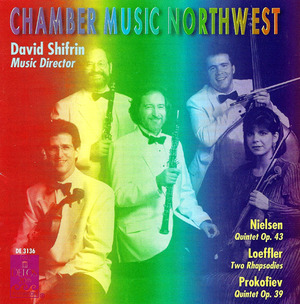 CHAMBER MUSIC NORTHWEST
David Shifrin
Music Director
Nielsen
Quintet Op. 43
Loeffler
Two Rhapsodies
Prokofiev
Quintet Op. 39
DE 3136